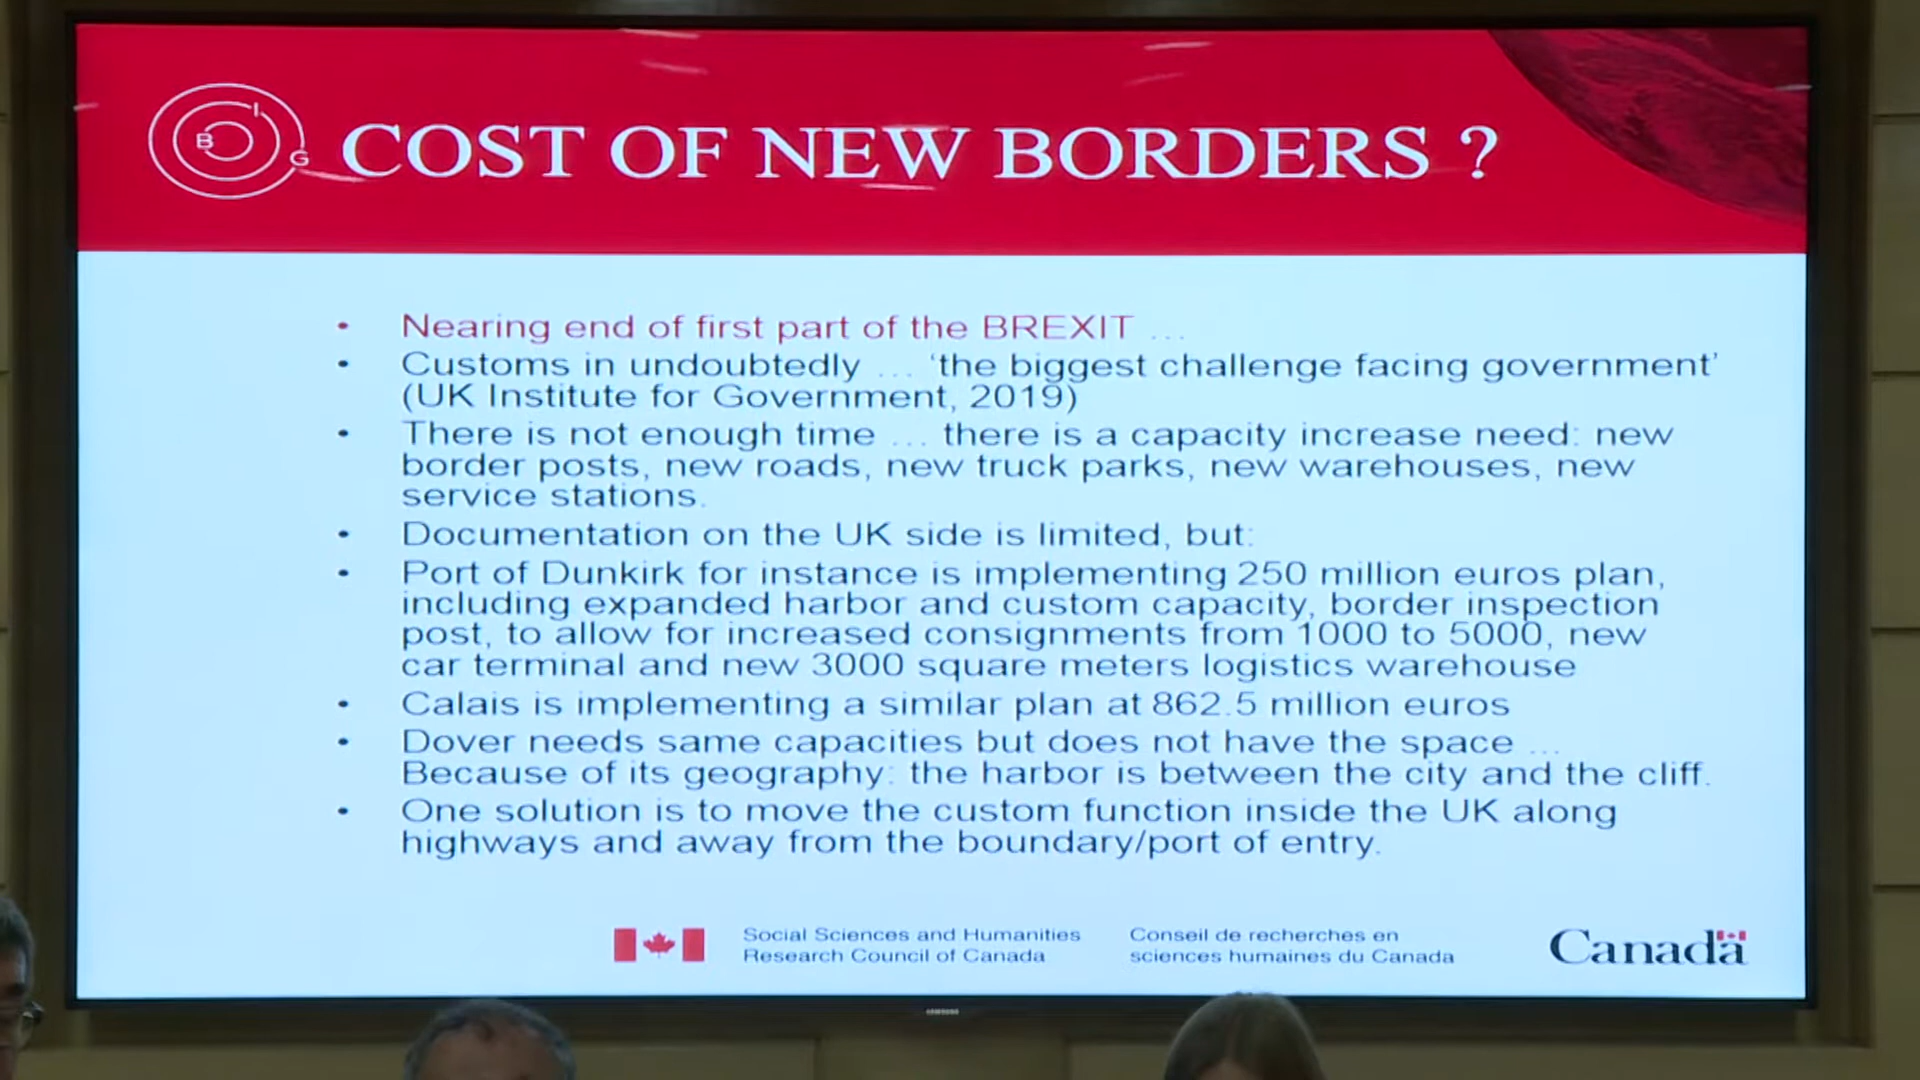 B I G
COST OF NEW BORDERS ?
• Nearing end of first part of the BREXIT ...
• Customs in undoubtedly ... ‘the biggest challenge facing government’
(UK Institute for Government, 2019)
• There is not enough time ... there is a capacity increase need: new
border posts, new roads, new truck parks, new warehouses, new
service stations.
• Documentation on the UK side is limited, but:
• Port of Dunkirk for instance is implementing 250 million euros plan,
including expanded harbor and custom capacity, border inspection
post, to allow for increased consignments from 1000 to 5000, new
car terminal and new 3000 square meters logistics warehouse
• Calais is implementing a similar plan at 862.5 million euros
• Dover needs same capacities but does not have the space ...
Because of its geography: the harbor is between the city and the cliff.
• One solution is to move the custom function inside the UK along
highways and away from the boundary/port of entry.
Social Sciences and Humanities
Research Council of Canada
Conseil de recherches en
sciences humaines du Canada
Canada
SAMSUNG